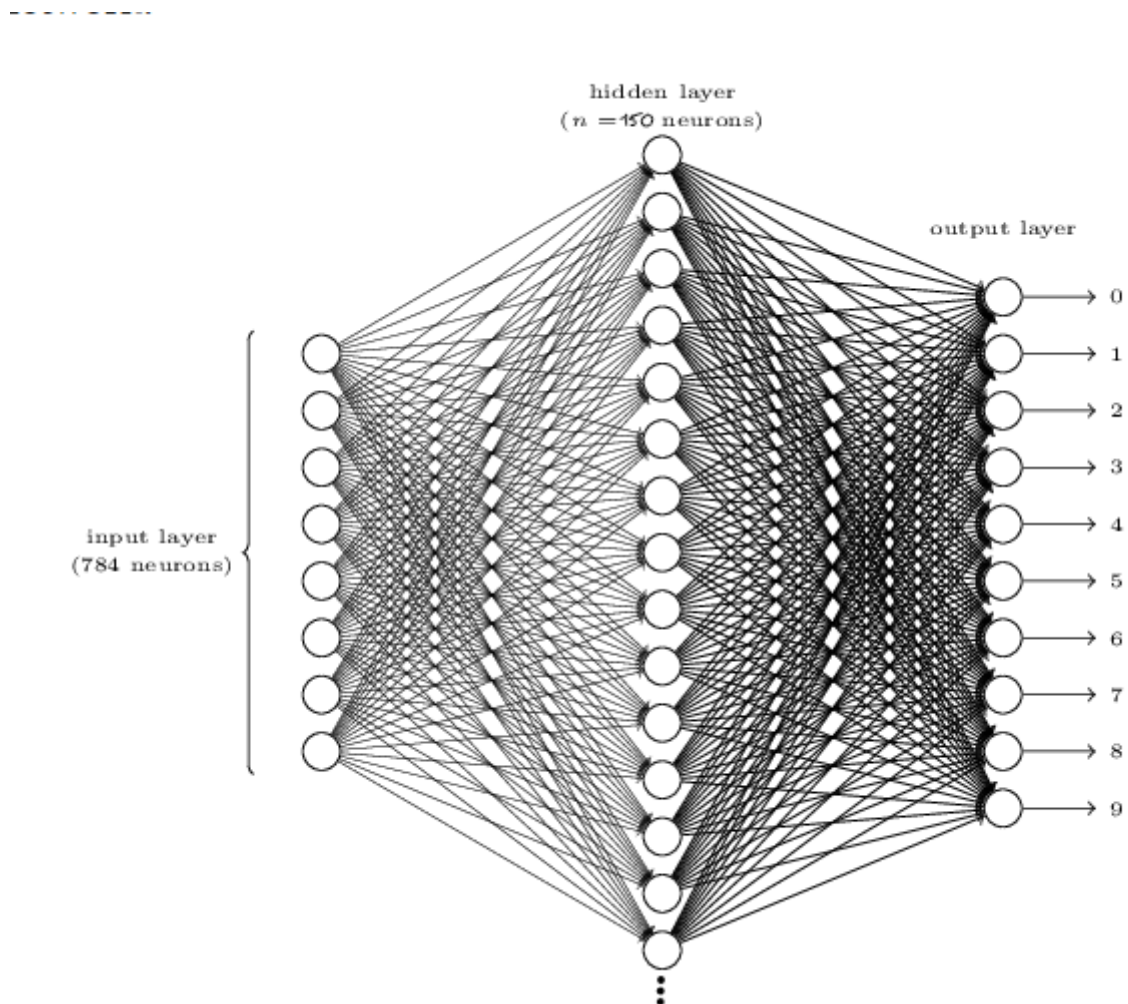 hidden layer
(n =150 neurons)
output layer
0
1
2
3
4
input layer
(784 neurons)
5
6
7
8
9